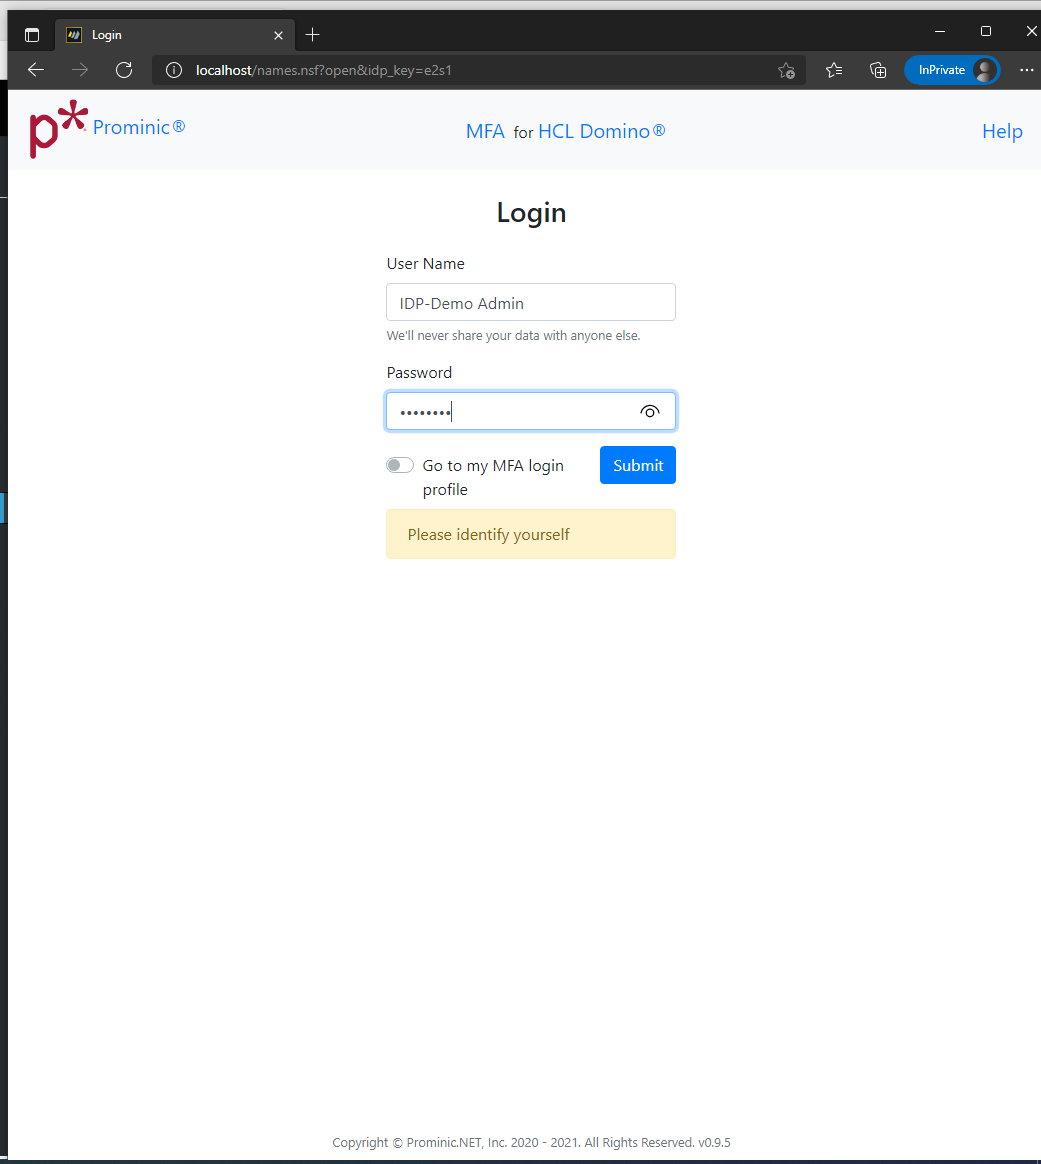 Login
localhost/names.nsf?open&idp_key=e2s1
InPrivate
p* Prominic®
MFA for HCL Domino®
Help
Login
User Name
IDP-Demo Admin
We'll never share your data with anyone else.
Password
••••••••
Go to my MFA login
profile
Submit
Please identify yourself
Copyright © Prominic.NET, Inc. 2020 - 2021. All Rights Reserved. v0.9.5